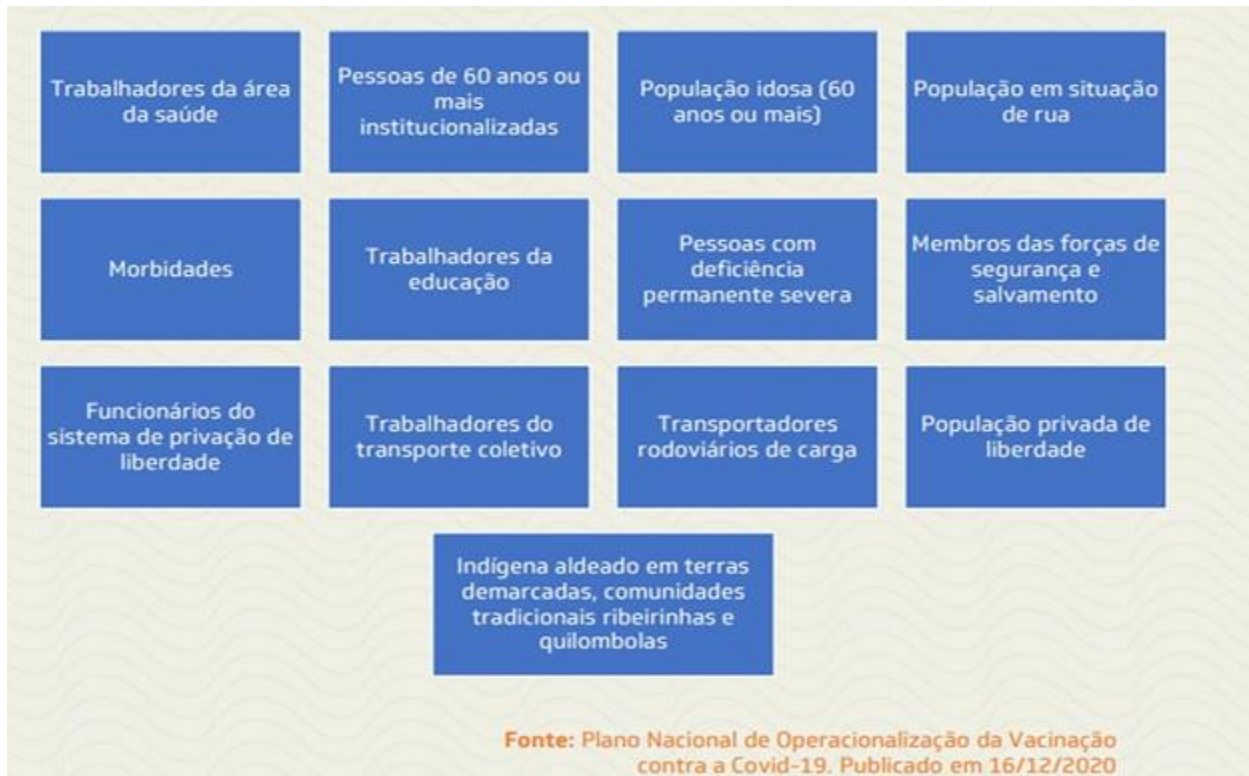 Trabalhadores da área
da saúde
Pessoas de 60 anos ou
mais
institucionalizadas
População idosa (60
anos ou mais)
População em situação
de rua
Morbidades
Trabalhadores da
educação
Pessoas com
deficiência
permanente severa
Membros das forças de
segurança e
salvamento
Funcionários do
sistema de privação de
liberdade
Trabalhadores do
transporte coletivo
Transportadores
rodoviários de carga
População privada de
liberdade
Indígena aldeado em terras
demarcadas, comunidades
tradicionais ribeirinhas e
quilombolas
Fonte: Plano Nacional de Operacionalização da Vacinação
contra a Covid-19. Publicado em 16/12/2020